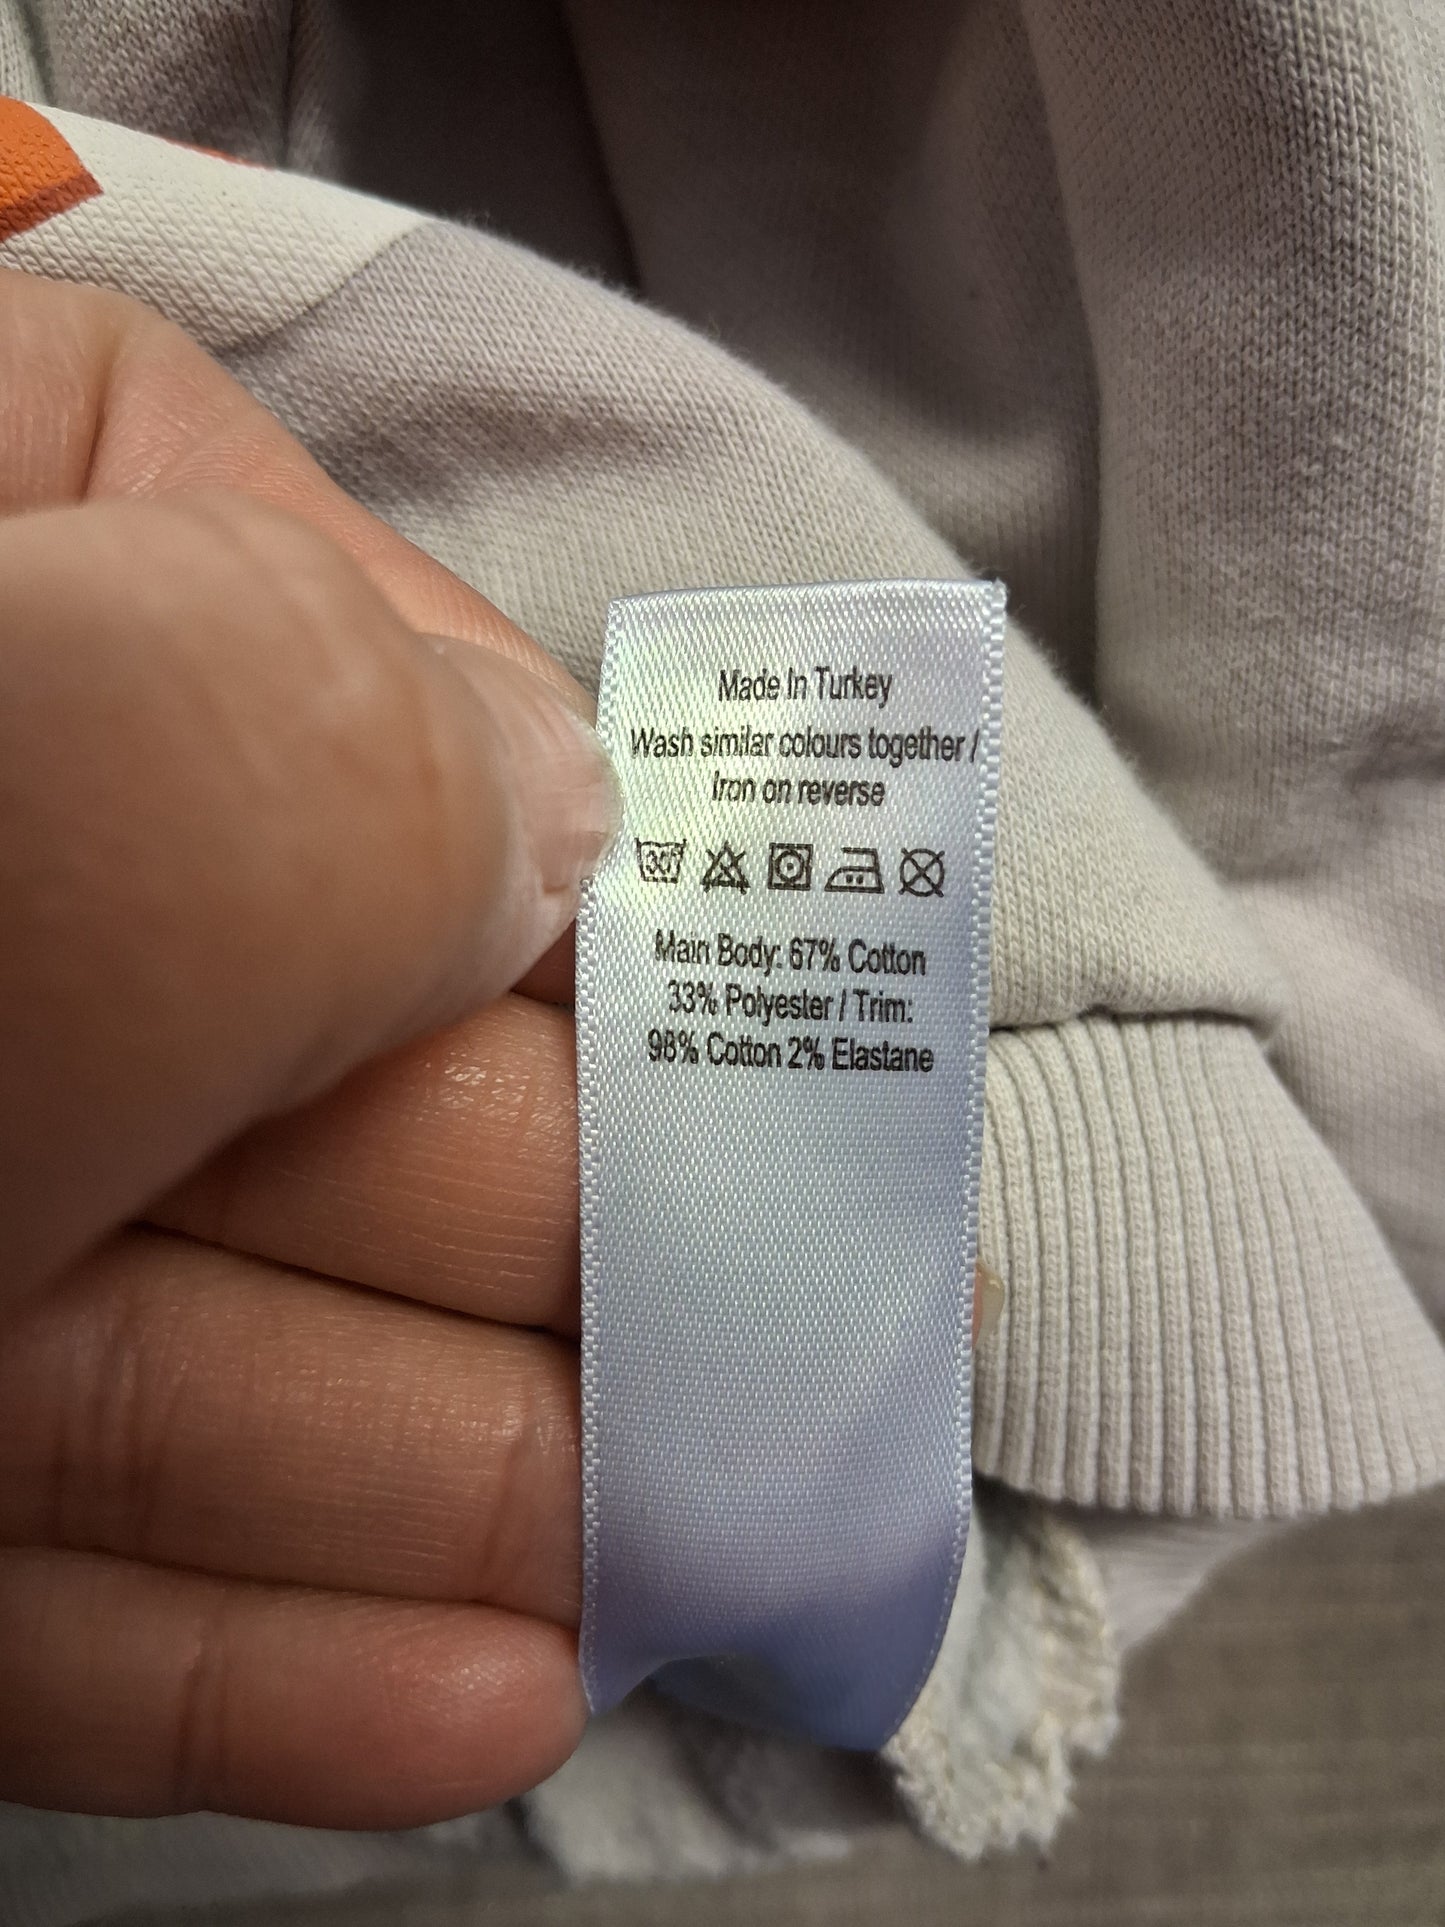 Made In Turkey
Wash similar colours together /
Iron on reverse
30°
Main Body: 67% Cotton
33% Polyester / Trim:
98% Cotton 2% Elastane